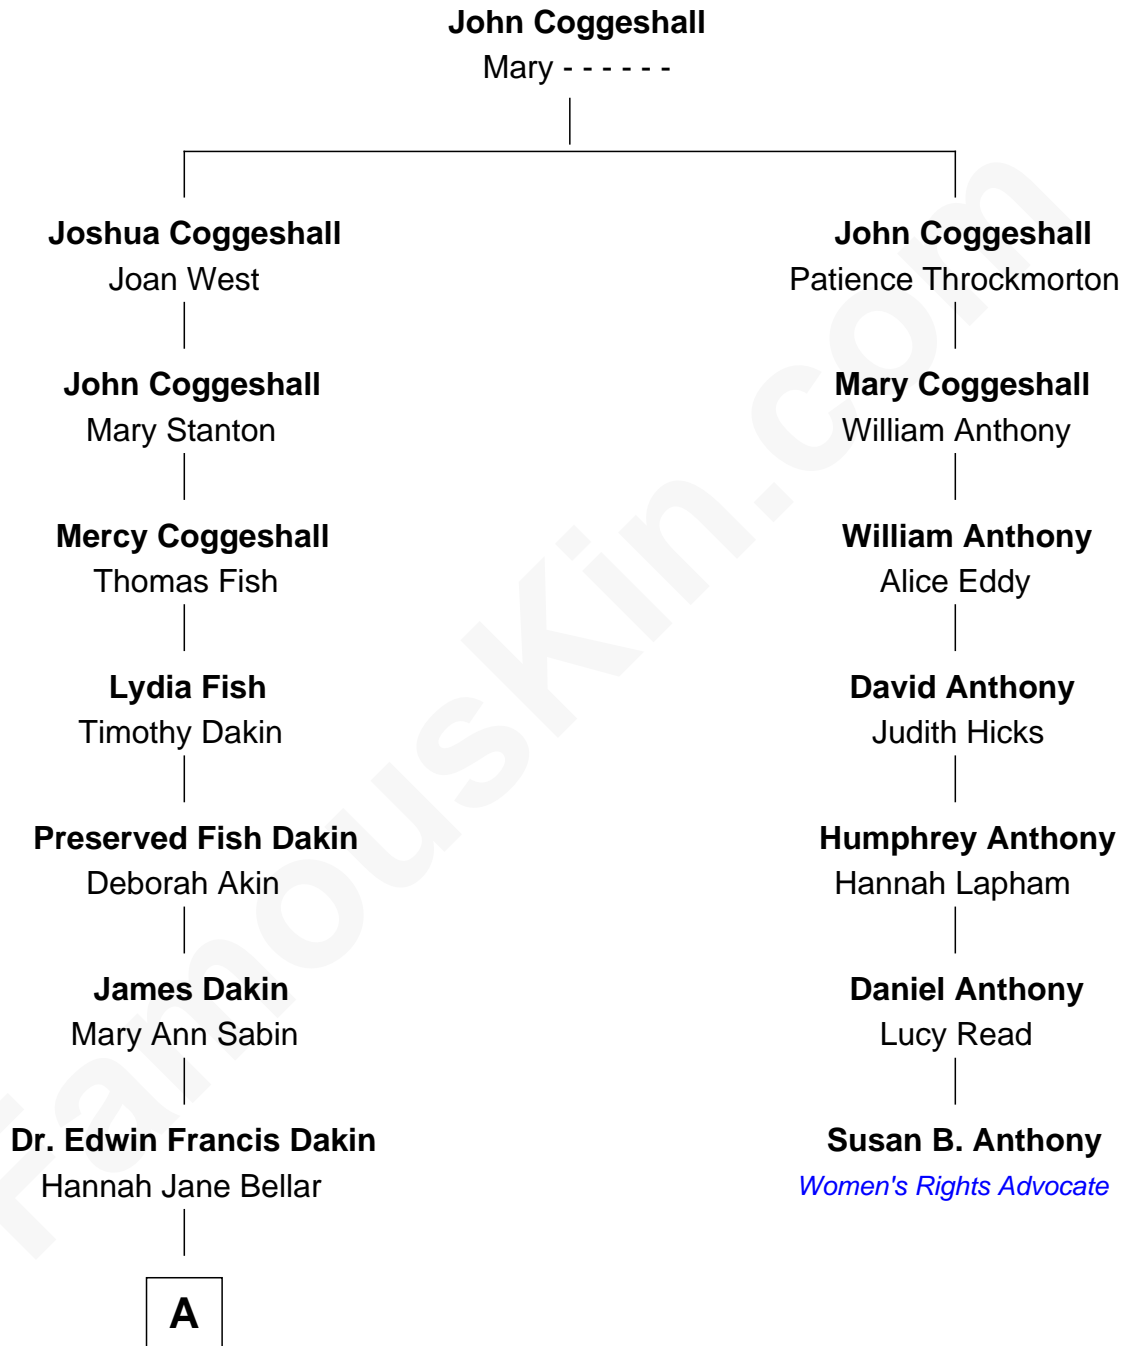 John Coggeshall
Mary - - - - - -
Joshua Coggeshall
Joan West
John Coggeshall
Mary Stanton
Mercy Coggeshall
Thomas Fish
Lydia Fish
Timothy Dakin
Preserved Fish Dakin
Deborah Akin
James Dakin
Mary Ann Sabin
Dr. Edwin Francis Dakin
Hannah Jane Bellar
A
John Coggeshall
Patience Throckmorton
Mary Coggeshall
William Anthony
William Anthony
Alice Eddy
David Anthony
Judith Hicks
Humphrey Anthony
Hannah Lapham
Daniel Anthony
Lucy Read
Susan B. Anthony
Women's Rights Advocate
FamousKin.com